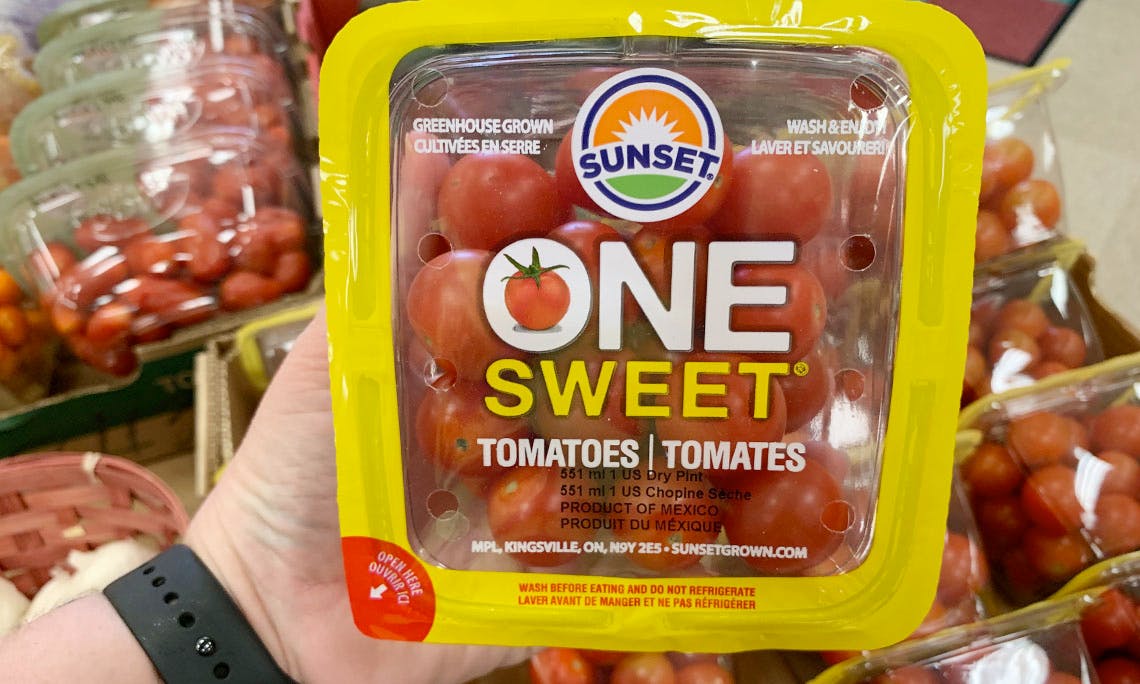 GREENHOUSE GROWN
CULTIVÉES EN SERRE
WASH & ENJOY!
LAVER ET SAVOURER!
SUNSET®
ONE
SWEET®
TOMATOES | TOMATES
551 ml 1 US Dry Pint
551 ml 1 US Chopine Sèche
PRODUCT OF MEXICO
PRODUIT DU MÉXIQUE
MPL, KINGSVILLE, ON, N9Y 2E5 • SUNSETGROWN.COM
OPEN HERE
OUVRIR ICI
WASH BEFORE EATING AND DO NOT REFRIGERATE
LAVER AVANT DE MANGER ET NE PAS RÉFRIGÉRER